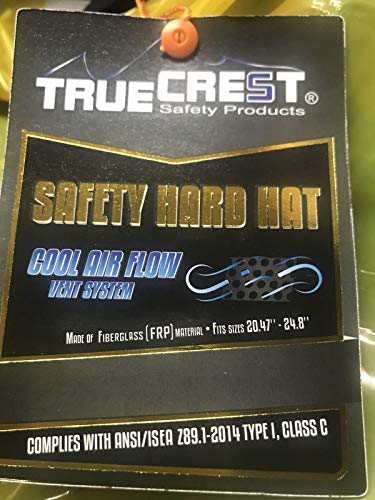 TRUECREST®
Safety Products
SAFETY HARD HAT
COOL AIR FLOW
VENT SYSTEM
MADE OF FIBERGLASS (FRP) MATERIAL • FITS SIZES 20.47" - 24.8"
COMPLIES WITH ANSI/ISEA Z89.1-2014 TYPE I, CLASS C